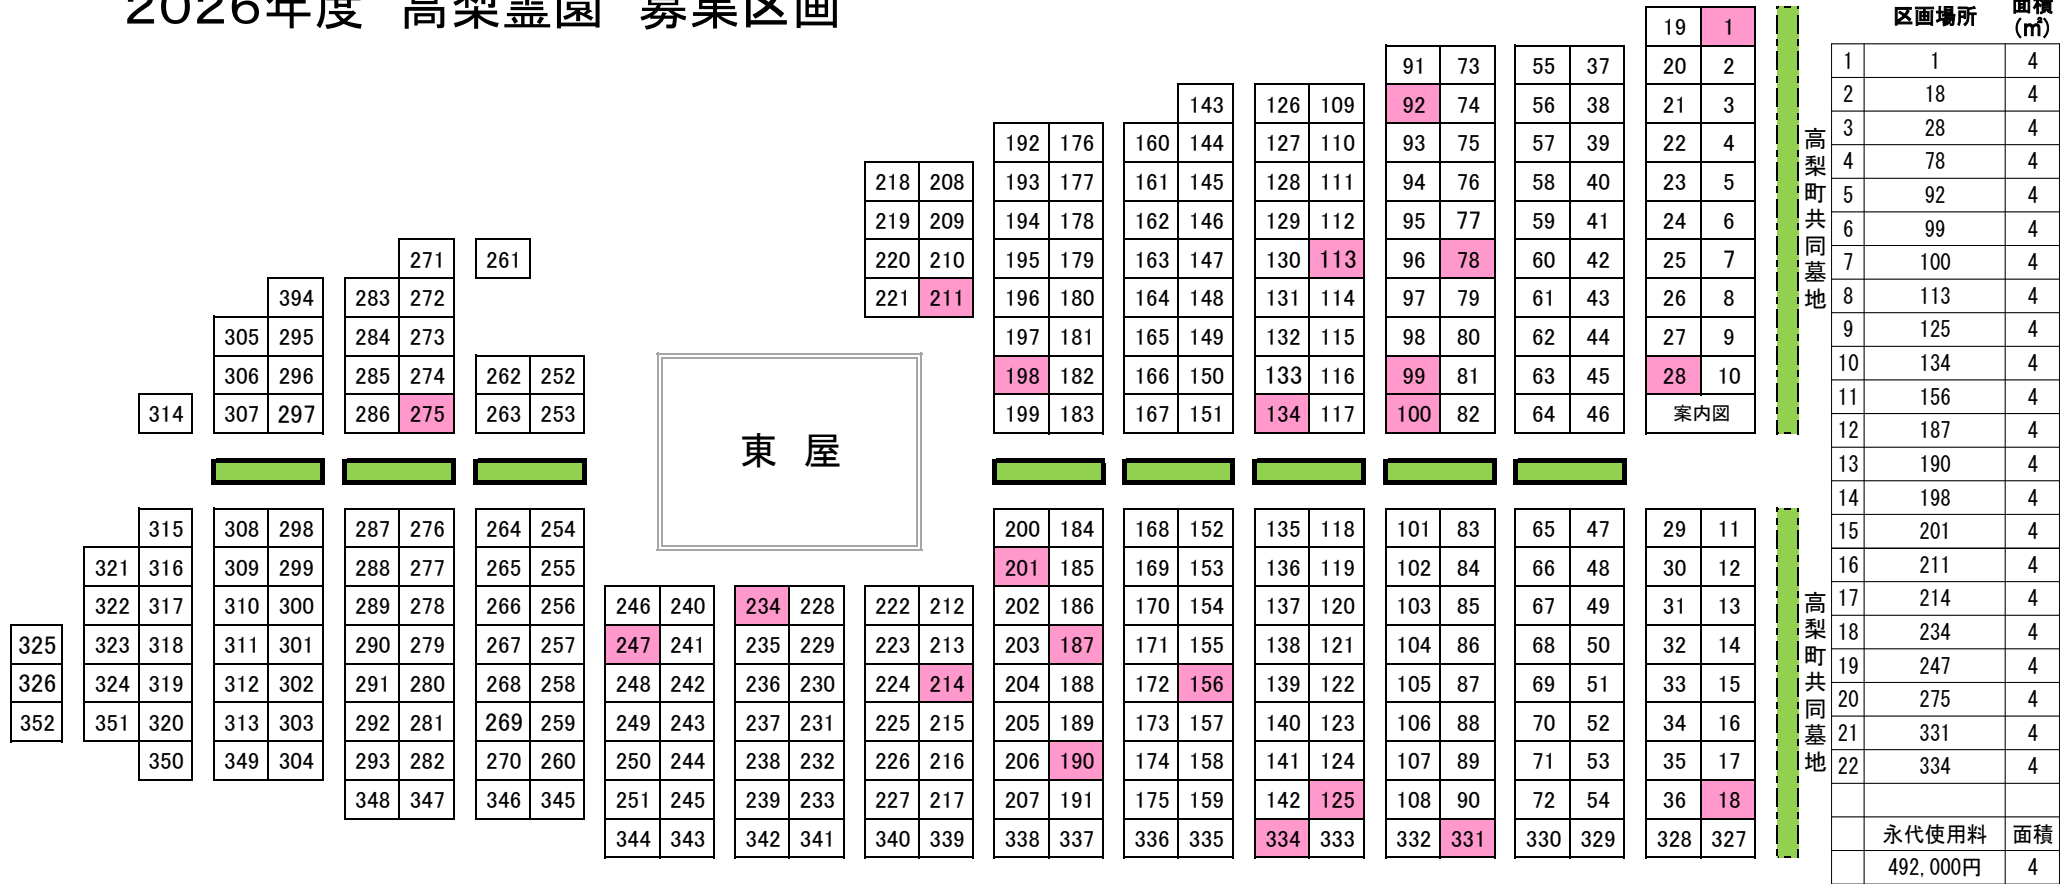 2026年度 高梨霊園 募集区画
区画場所 面積(㎡)
19 1
91 73 55 37 20 2
143 126 109 92 74 56 38 21 3
192 176 160 144 127 110 93 75 57 39 22 4
218 208 193 177 161 145 128 111 94 76 58 40 23 5
219 209 194 178 162 146 129 112 95 77 59 41 24 6
271 261 220 210 195 179 163 147 130 113 96 78 60 42 25 7
394 283 272 221 211 196 180 164 148 131 114 97 79 61 43 26 8
305 295 284 273 197 181 165 149 132 115 98 80 62 44 27 9
306 296 285 274 262 252 198 182 166 150 133 116 99 81 63 45 28 10
314 307 297 286 275 263 253 199 183 167 151 134 117 100 82 64 46 案内図
東屋
315 308 298 287 276 264 254 200 184 168 152 135 118 101 83 65 47 29 11
321 316 309 299 288 277 265 255 201 185 169 153 136 119 102 84 66 48 30 12
322 317 310 300 289 278 266 256 246 240 234 228 222 212 202 186 170 154 137 120 103 85 67 49 31 13
325 323 318 311 301 290 279 267 257 247 241 235 229 223 213 203 187 171 155 138 121 104 86 68 50 32 14
326 324 319 312 302 291 280 268 258 248 242 236 230 224 214 204 188 172 156 139 122 105 87 69 51 33 15
352 351 320 313 303 292 281 269 259 249 243 237 231 225 215 205 189 173 157 140 123 106 88 70 52 34 16
350 349 304 293 282 270 260 250 244 238 232 226 216 206 190 174 158 141 124 107 89 71 53 35 17
348 347 346 345 251 245 239 233 227 217 207 191 175 159 142 125 108 90 72 54 36 18
344 343 342 341 340 339 338 337 336 335 334 333 332 331 330 329 328 327
高梨町共同墓地
高梨町共同墓地
1 1 4
2 18 4
3 28 4
4 78 4
5 92 4
6 99 4
7 100 4
8 113 4
9 125 4
10 134 4
11 156 4
12 187 4
13 190 4
14 198 4
15 201 4
16 211 4
17 214 4
18 234 4
19 247 4
20 275 4
21 331 4
22 334 4
永代使用料 面積
492,000円 4